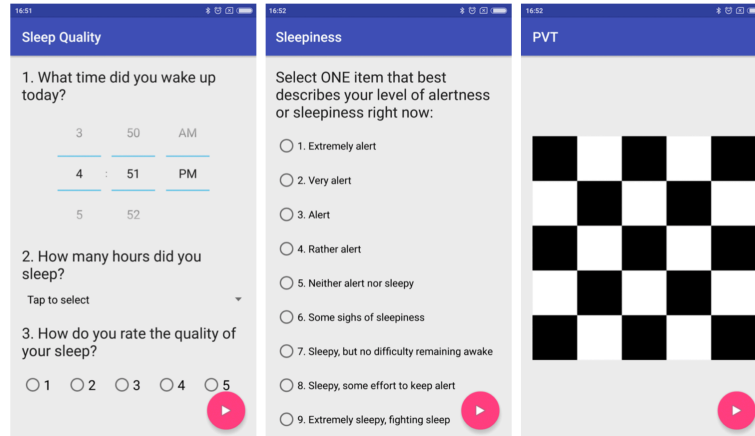 16:51
Sleep Quality
1. What time did you wake up
today?
3 50 AM
4 : 51 PM
5 52
2. How many hours did you
sleep?
Tap to select
3. How do you rate the quality of
your sleep?
1 2 3 4 5
16:52
Sleepiness
Select ONE item that best
describes your level of alertness
or sleepiness right now:
1. Extremely alert
2. Very alert
3. Alert
4. Rather alert
5. Neither alert nor sleepy
6. Some sighs of sleepiness
7. Sleepy, but no difficulty remaining awake
8. Sleepy, some effort to keep alert
9. Extremely sleepy, fighting sleep
16:52
PVT